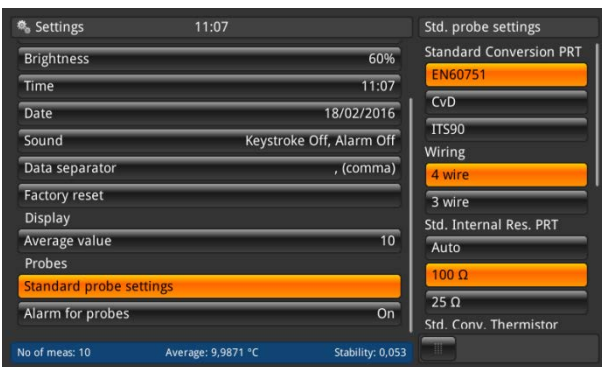 Settings 11:07
Brightness 60%
Time 11:07
Date 18/02/2016
Sound Keystroke Off, Alarm Off
Data separator , (comma)
Factory reset
Display
Average value 10
Probes
Standard probe settings
Alarm for probes On
No of meas: 10 Average: 9,9871 °C Stability: 0,053
Std. probe settings
Standard Conversion PRT
EN60751
CvD
ITS90
Wiring
4 wire
3 wire
Std. Internal Res. PRT
Auto
100 Ω
25 Ω
Std. Conv. Thermistor